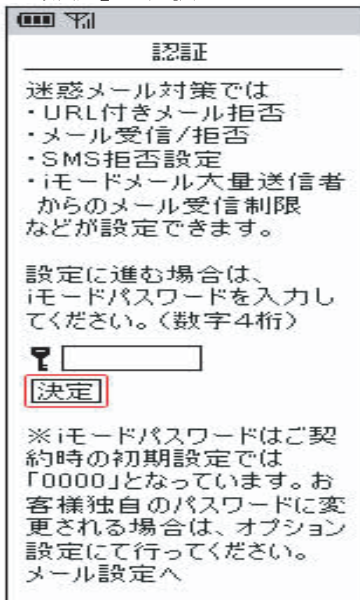 認証
迷惑メール対策では
・URL付きメール拒否
・メール受信/拒否
・SMS拒否設定
・iモードメール大量送信者
からのメール受信制限
などが設定できます。
設定に進む場合は、
iモードパスワードを入力し
てください。(数字4桁)
決定
※iモードパスワードはご契
約時の初期設定では
「0000」となっています。お
客様独自のパスワードに変
更される場合は、オプション
設定にて行ってください。
メール設定へ